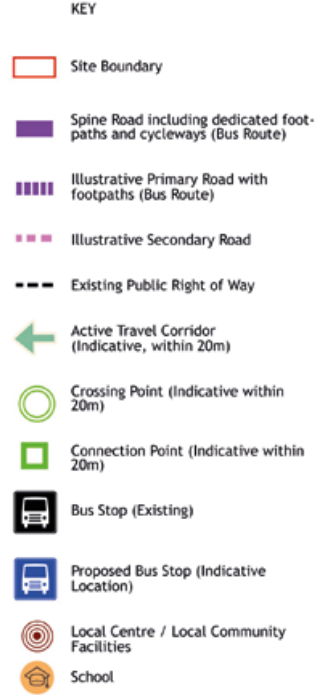 KEY
Site Boundary
Spine Road including dedicated foot-
paths and cycleways (Bus Route)
Illustrative Primary Road with
footpaths (Bus Route)
Illustrative Secondary Road
Existing Public Right of Way
Active Travel Corridor
(Indicative, within 20m)
Crossing Point (Indicative within
20m)
Connection Point (Indicative within
20m)
Bus Stop (Existing)
Proposed Bus Stop (Indicative
Location)
Local Centre / Local Community
Facilities
School